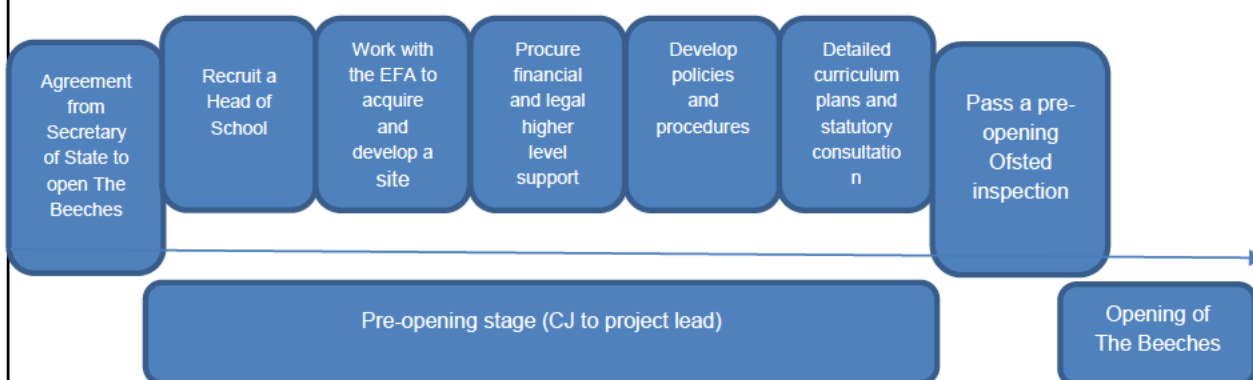 Agreement
from
Secretary
of State to
open The
Beeches
Recruit a
Head of
School
Work with
the EFA to
acquire
and
develop a
site
Procure
financial
and legal
higher
level
support
Develop
policies
and
procedures
Detailed
curriculum
plans and
statutory
consultatio
n
Pass a pre-
opening
Ofsted
inspection
Pre-opening stage (CJ to project lead)
Opening of
The Beeches